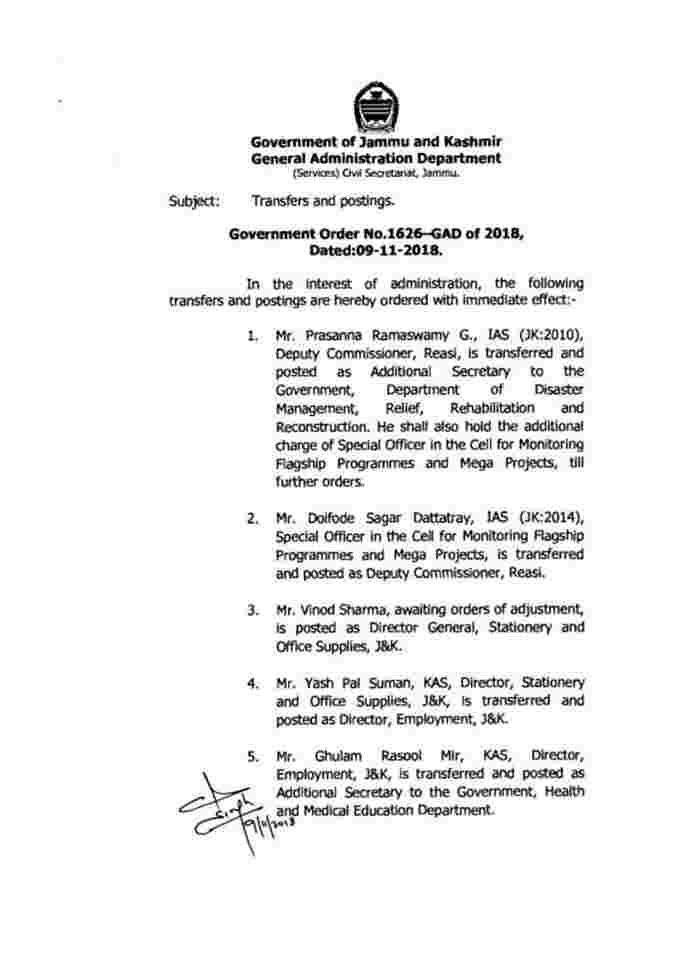 Government of Jammu and Kashmir
General Administration Department
(Services) Civil Secretariat, Jammu.
Subject: Transfers and postings.
Government Order No.1626–GAD of 2018,
Dated:09-11-2018.
In the interest of administration, the following
transfers and postings are hereby ordered with immediate effect:-
1. Mr. Prasanna Ramaswamy G., IAS (JK:2010),
Deputy Commissioner, Reasi, is transferred and
posted as Additional Secretary to the
Government, Department of Disaster
Management, Relief, Rehabilitation and
Reconstruction. He shall also hold the additional
charge of Special Officer in the Cell for Monitoring
Flagship Programmes and Mega Projects, till
further orders.
2. Mr. Doifode Sagar Dattatray, IAS (JK:2014),
Special Officer in the Cell for Monitoring Flagship
Programmes and Mega Projects, is transferred
and posted as Deputy Commissioner, Reasi.
3. Mr. Vinod Sharma, awaiting orders of adjustment,
is posted as Director General, Stationery and
Office Supplies, J&K.
4. Mr. Yash Pal Suman, KAS, Director, Stationery
and Office Supplies, J&K, is transferred and
posted as Director, Employment, J&K.
5. Mr. Ghulam Rasool Mir, KAS, Director,
Employment, J&K, is transferred and posted as
Additional Secretary to the Government, Health
and Medical Education Department.
Singh
9/11/2018